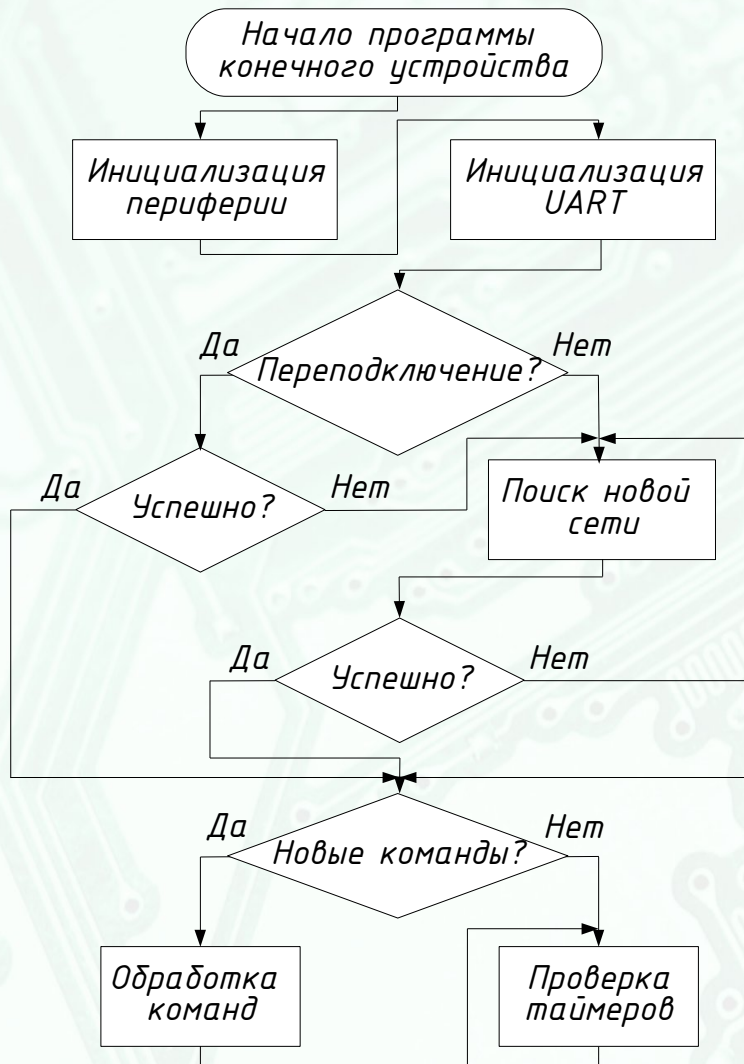 Начало программы
конечного устройства
Инициализация
периферии
Инициализация
UART
Да
Нет
Переподключение?
Да
Успешно?
Нет
Поиск новой
сети
Да
Успешно?
Нет
Да
Новые команды?
Нет
Обработка
команд
Проверка
таймеров